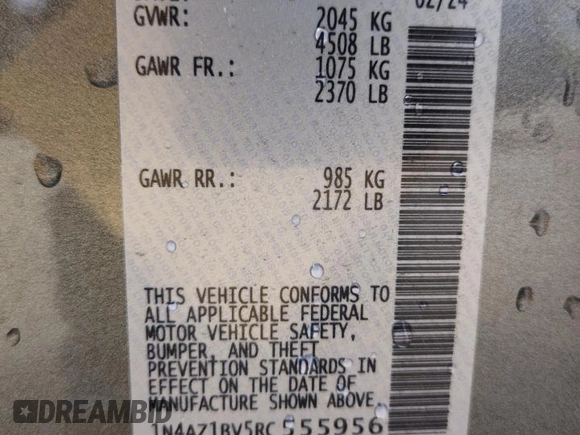 02/24
GVWR: 2045 KG
4508 LB
GAWR FR.: 1075 KG
2370 LB
GAWR RR.: 985 KG
2172 LB
THIS VEHICLE CONFORMS TO
ALL APPLICABLE FEDERAL
MOTOR VEHICLE SAFETY,
BUMPER, AND THEFT
PREVENTION STANDARDS IN
EFFECT ON THE DATE OF
MANUFACTURE SHOWN ABOVE.
1N4AZ1BV5RC555956
DREAMBID